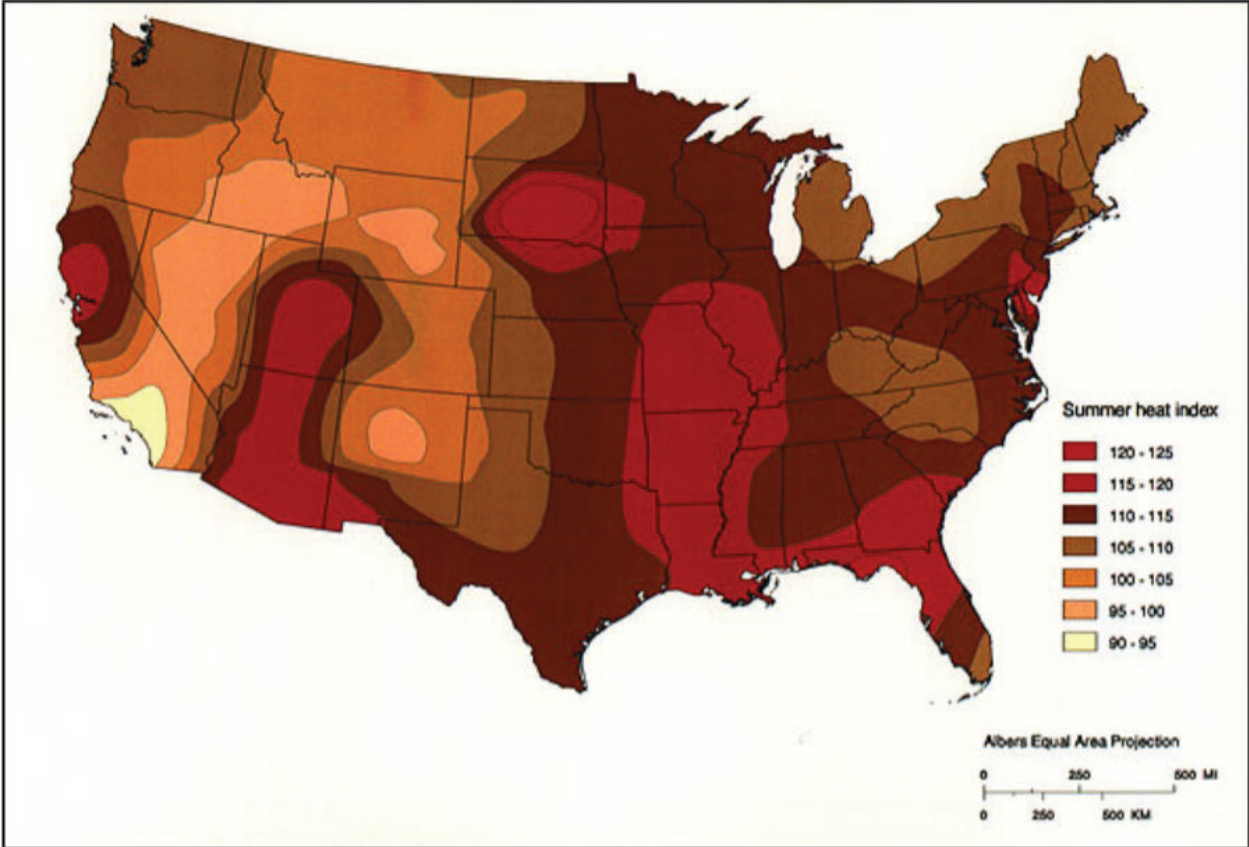 Summer heat index
120 - 125
115 - 120
110 - 115
105 - 110
100 - 105
95 - 100
90 - 95
Albers Equal Area Projection
0 250 500 MI
0 250 500 KM